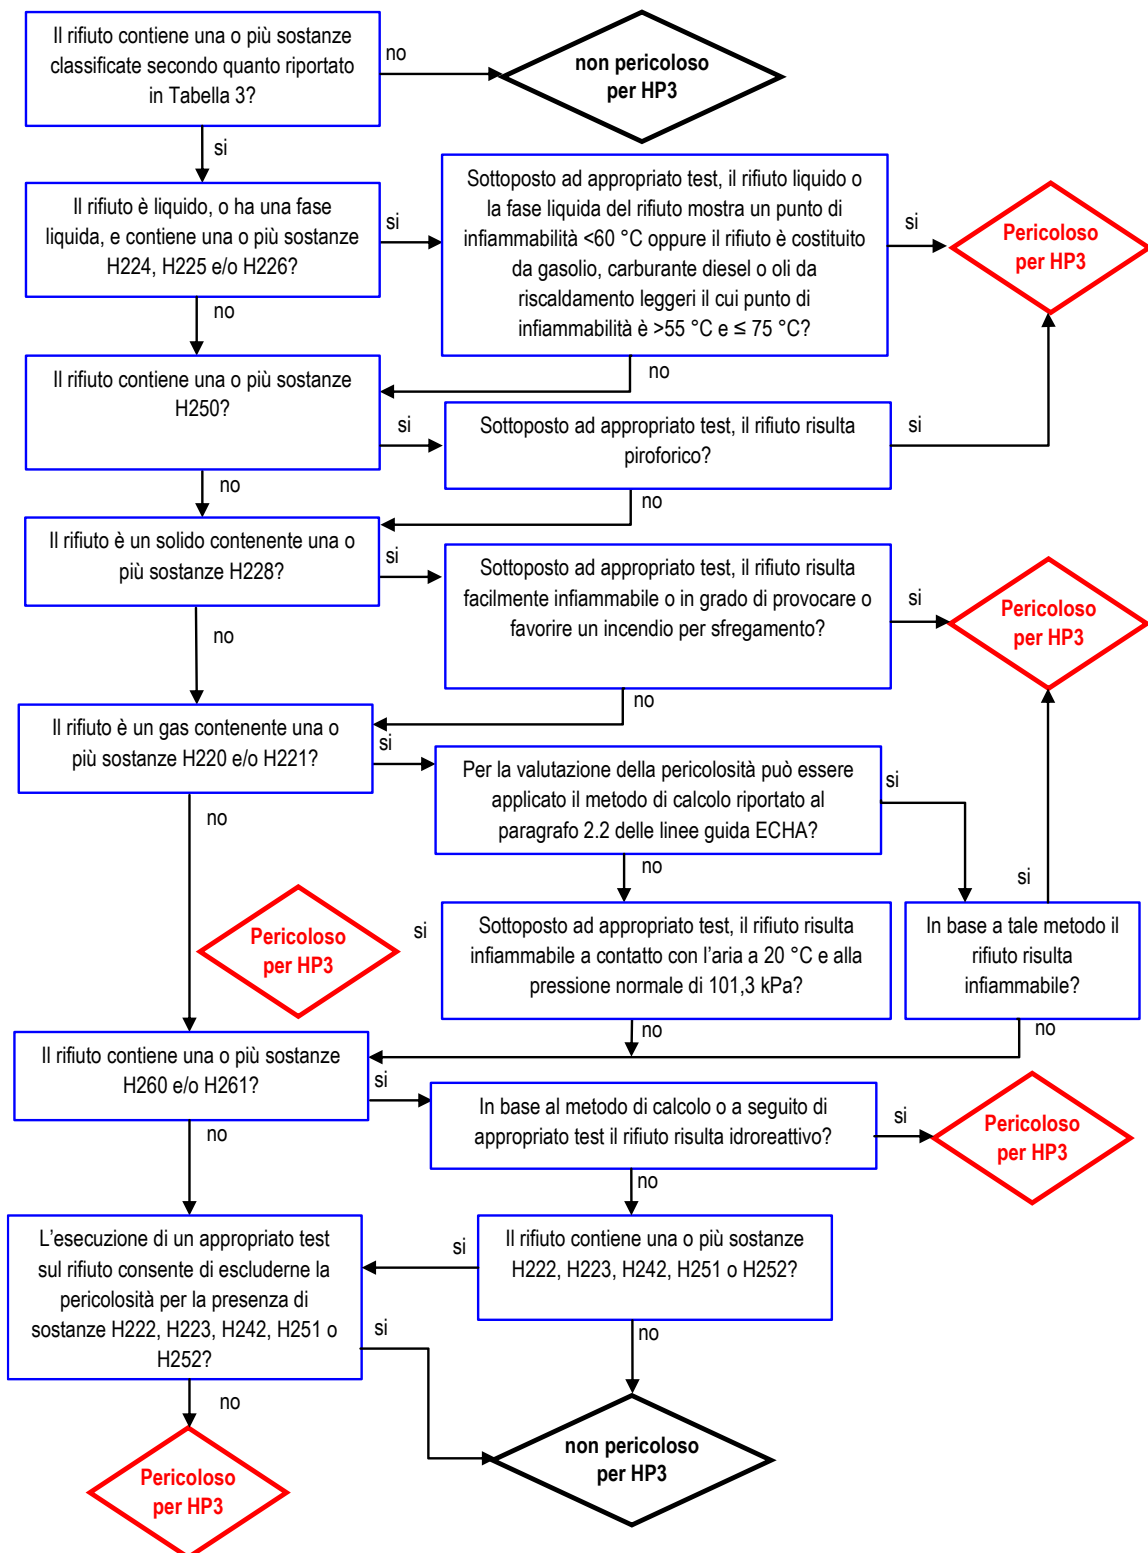 Il rifiuto contiene una o più sostanze
classificate secondo quanto riportato
in Tabella 3?
no
non pericoloso
per HP3
si
Il rifiuto è liquido, o ha una fase
liquida, e contiene una o più sostanze
H224, H225 e/o H226?
si
Sottoposto ad appropriato test, il rifiuto liquido o
la fase liquida del rifiuto mostra un punto di
infiammabilità <60 °C oppure il rifiuto è costituito
da gasolio, carburante diesel o oli da
riscaldamento leggeri il cui punto di
infiammabilità è >55 °C e ≤ 75 °C?
si
Pericoloso
per HP3
no
no
Il rifiuto contiene una o più sostanze
H250?
si
Sottoposto ad appropriato test, il rifiuto risulta
piroforico?
si
no
no
Il rifiuto è un solido contenente una o
più sostanze H228?
si
Sottoposto ad appropriato test, il rifiuto risulta
facilmente infiammabile o in grado di provocare o
favorire un incendio per sfregamento?
si
Pericoloso
per HP3
no
no
Il rifiuto è un gas contenente una o
più sostanze H220 e/o H221?
si
Per la valutazione della pericolosità può essere
applicato il metodo di calcolo riportato al
paragrafo 2.2 delle linee guida ECHA?
si
no
no
si
Pericoloso
per HP3
si
Sottoposto ad appropriato test, il rifiuto risulta
infiammabile a contatto con l’aria a 20 °C e alla
pressione normale di 101,3 kPa?
In base a tale metodo il
rifiuto risulta
infiammabile?
no
no
Il rifiuto contiene una o più sostanze
H260 e/o H261?
si
In base al metodo di calcolo o a seguito di
appropriato test il rifiuto risulta idroreattivo?
si
Pericoloso
per HP3
no
no
L’esecuzione di un appropriato test
sul rifiuto consente di escluderne la
pericolosità per la presenza di
sostanze H222, H223, H242, H251 o
H252?
si
Il rifiuto contiene una o più sostanze
H222, H223, H242, H251 o H252?
si
no
no
Pericoloso
per HP3
non pericoloso
per HP3